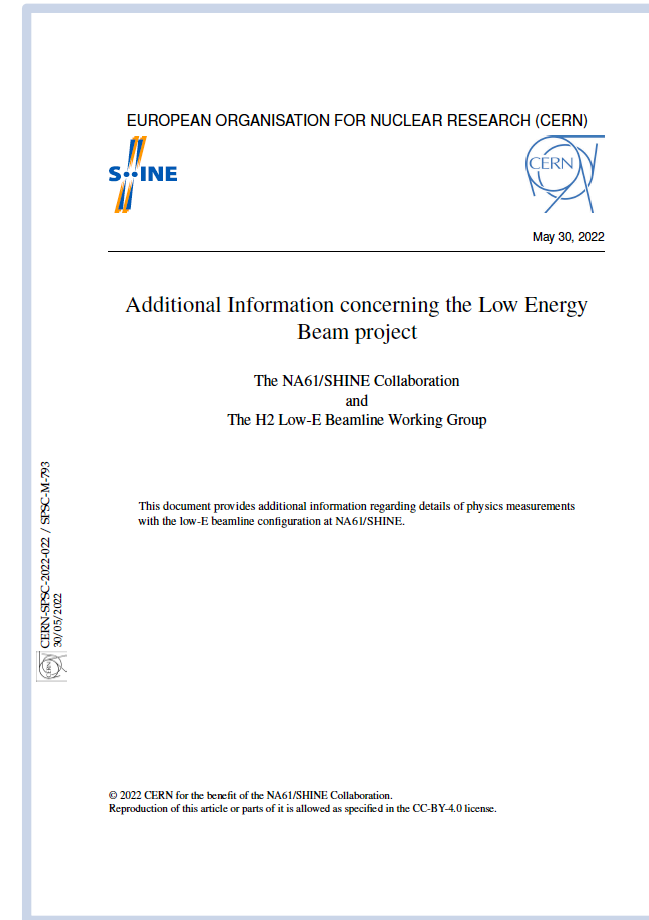 EUROPEAN ORGANISATION FOR NUCLEAR RESEARCH (CERN)
SHINE
CERN
May 30, 2022
Additional Information concerning the Low Energy
Beam project
The NA61/SHINE Collaboration
and
The H2 Low-E Beamline Working Group
This document provides additional information regarding details of physics measurements
with the low-E beamline configuration at NA61/SHINE.
CERN-SPSC-2022-022 / SPSC-M-793
30/05/2022
CERN
© 2022 CERN for the benefit of the NA61/SHINE Collaboration.
Reproduction of this article or parts of it is allowed as specified in the CC-BY-4.0 license.